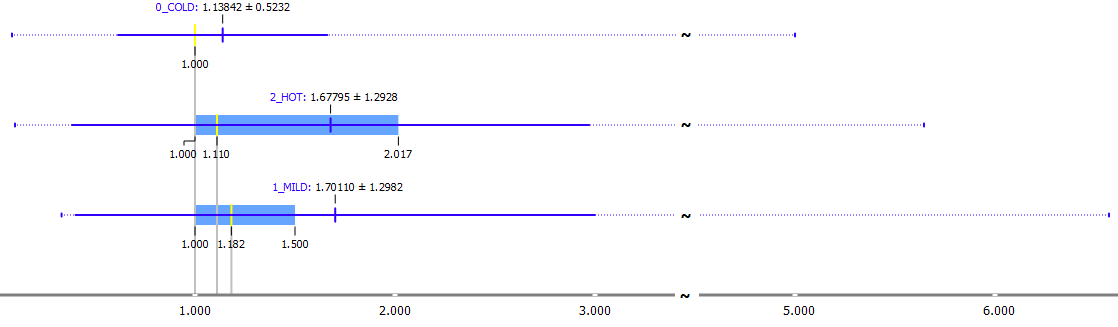 0_COLD: 1.13842 ± 0.5232
~
1.000
2_HOT: 1.67795 ± 1.2928
~
1.000 1.110 2.017
1_MILD: 1.70110 ± 1.2982
~
1.000 1.182 1.500
~
1.000 2.000 3.000 5.000 6.000